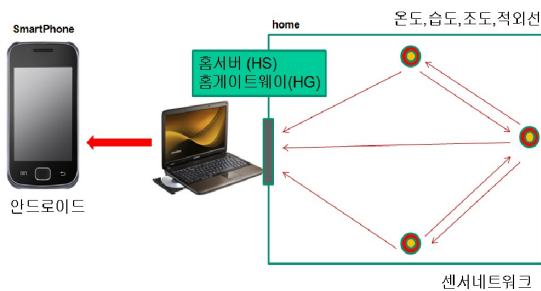 SmartPhone
home
온도,습도,조도,적외선
홈서버 (HS)
홈게이트웨이(HG)
안드로이드
센서네트워크